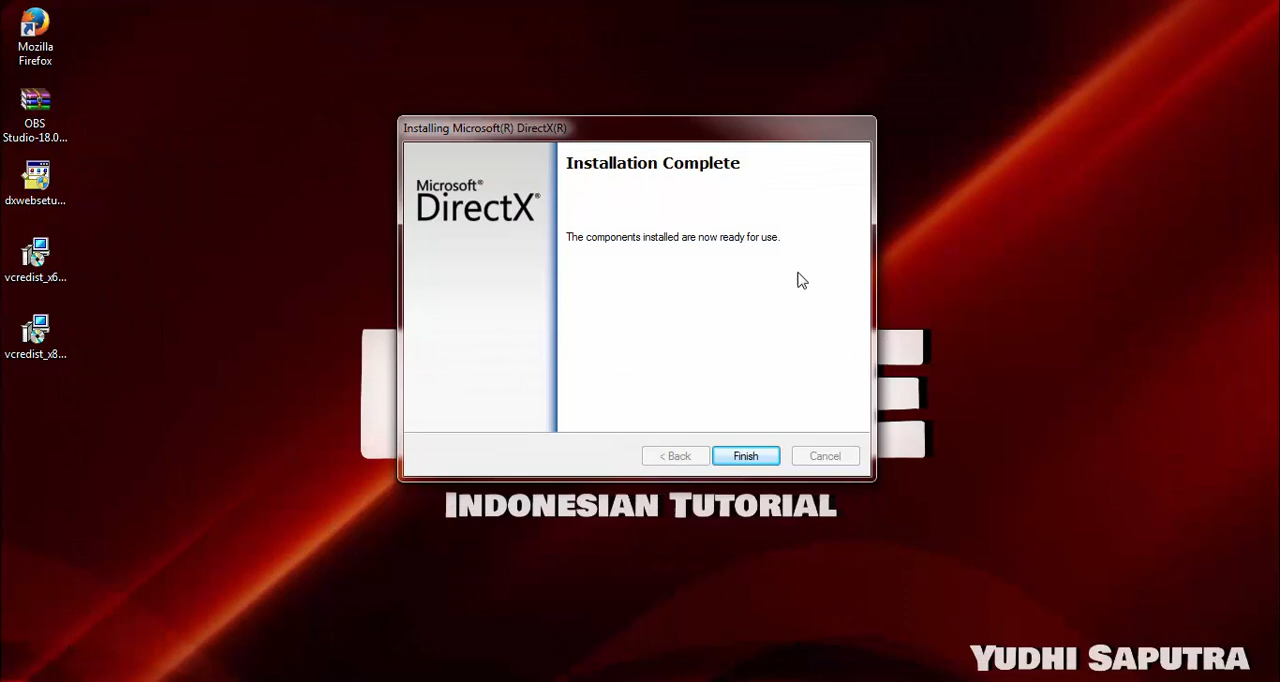 Mozilla
Firefox
OBS
Studio-18.0...
dxwebsetu...
vcredist_x6...
vcredist_x8...
Installing Microsoft(R) DirectX(R)
Microsoft®
DirectX®
Installation Complete
The components installed are now ready for use.
< Back
Finish
Cancel
INDONESIAN TUTORIAL
YUDHI SAPUTRA